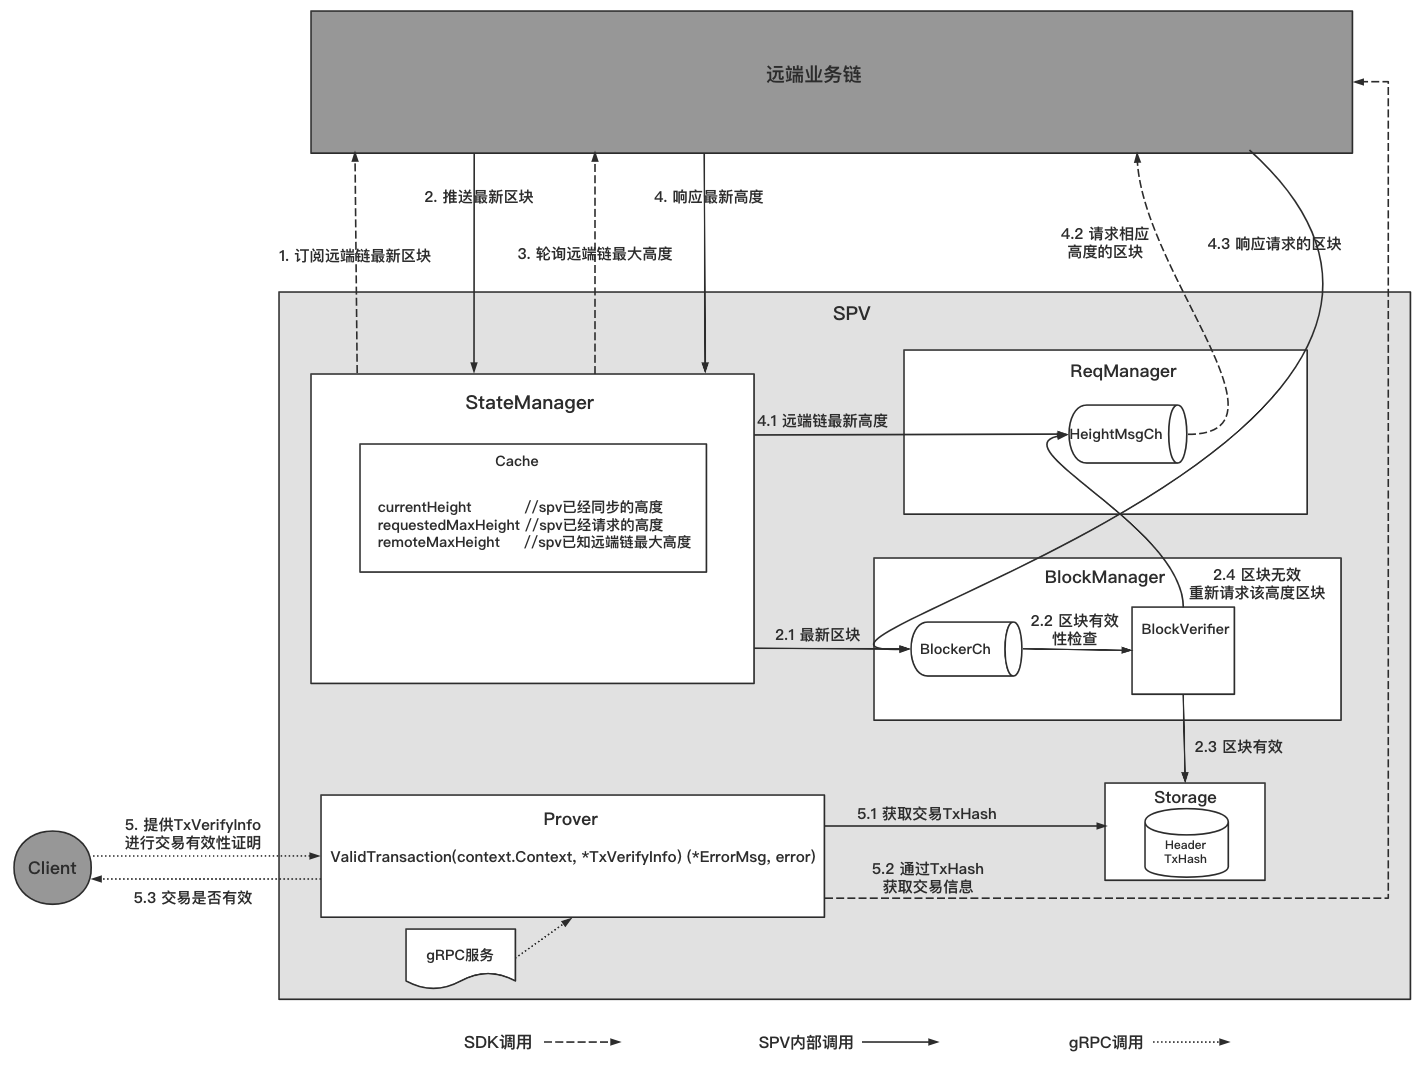 远端业务链
2. 推送最新区块
4. 响应最新高度
1. 订阅远端链最新区块
3. 轮询远端链最大高度
4.2 请求相应
高度的区块
4.3 响应请求的区块
SPV
StateManager
Cache
currentHeight //spv已经同步的高度
requestedMaxHeight //spv已经请求的高度
remoteMaxHeight //spv已知远端链最大高度
4.1 远端链最新高度
ReqManager
HeightMsgCh
2.1 最新区块
BlockManager
BlockerCh
2.2 区块有效
性检查
2.4 区块无效
重新请求该高度区块
BlockVerifier
2.3 区块有效
Storage
Header
TxHash
Client
5. 提供TxVerifyInfo
进行交易有效性证明
5.3 交易是否有效
Prover
ValidTransaction(context.Context, *TxVerifyInfo) (*ErrorMsg, error)
5.1 获取交易TxHash
5.2 通过TxHash
获取交易信息
gRPC服务
SDK调用
SPV内部调用
gRPC调用